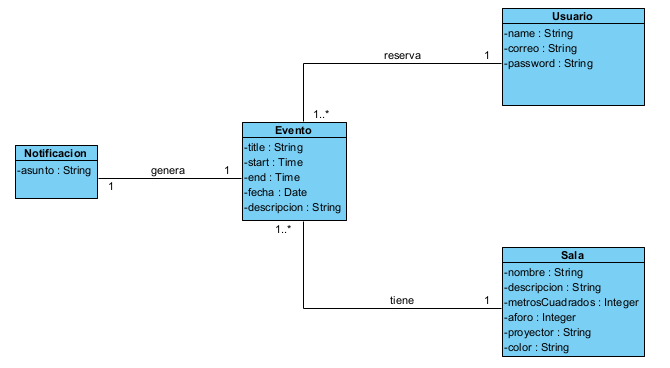 Usuario
-name : String
-correo : String
-password : String
reserva
1
1..*
Evento
-title : String
-start : Time
-end : Time
-fecha : Date
-descripcion : String
Notificacion
-asunto : String
genera
1
1
1..*
tiene
1
Sala
-nombre : String
-descripcion : String
-metrosCuadrados : Integer
-aforo : Integer
-proyector : String
-color : String